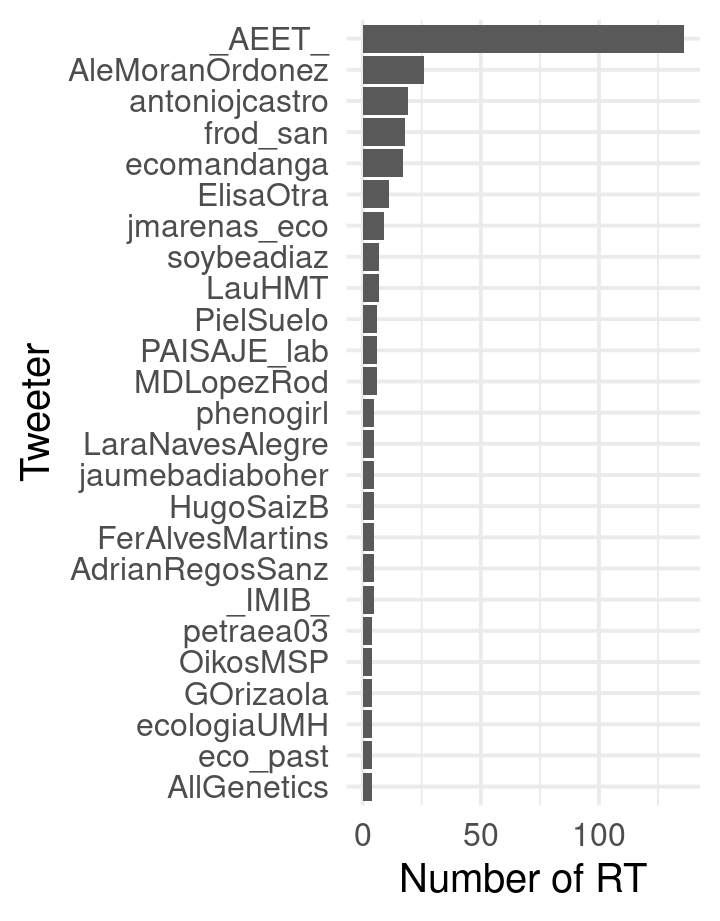 _AEET_
AleMoranOrdonez
antoniojcastro
frod_san
ecomandanga
ElisaOtra
jmarenas_eco
soybeadiaz
LauHMT
PielSuelo
PAISAJE_lab
MDLopezRod
phenogirl
LaraNavesAlegre
jaumebadiaboher
HugoSaizB
FerAlvesMartins
AdrianRegosSanz
_IMIB_
petraea03
OikosMSP
GOrizaola
ecologiaUMH
eco_past
AllGenetics
Tweeter
0 50 100
Number of RT